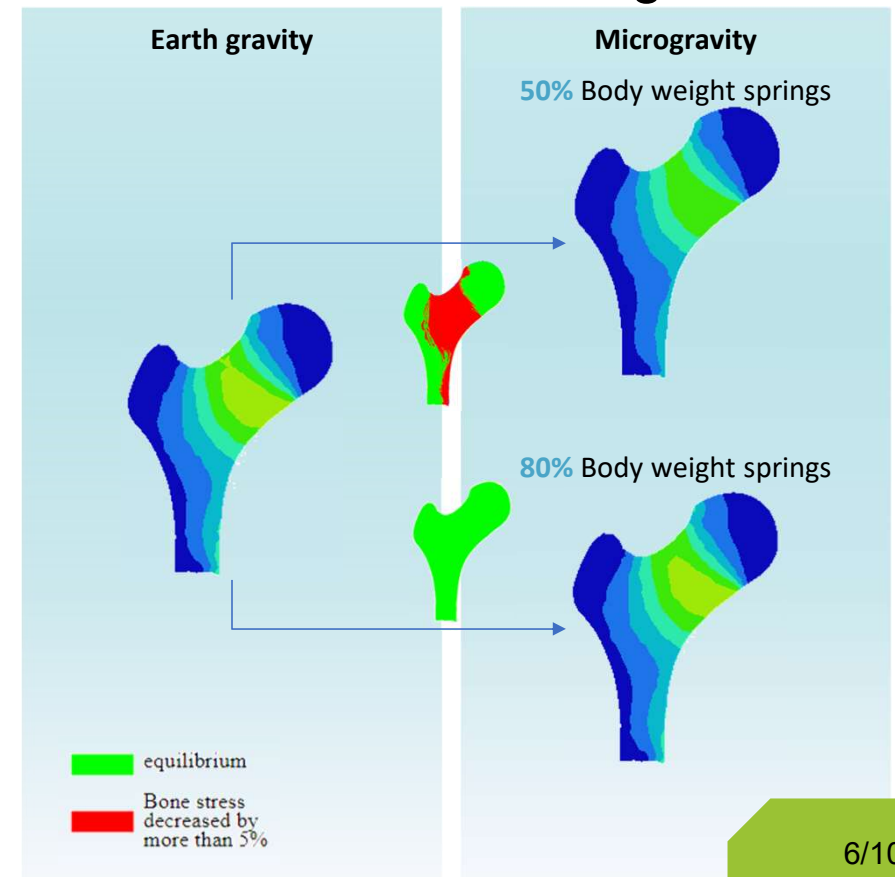 Earth gravity
Microgravity
50% Body weight springs
80% Body weight springs
equilibrium
Bone stress
decreased by
more than 5%
6/10